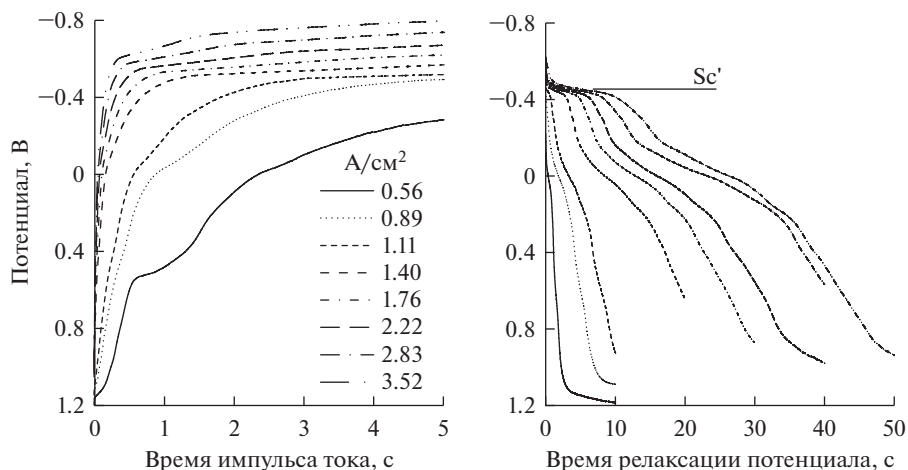 −0.8
−0.4
0
0.4
0.8
1.2
Потенциал, В
А/см²
0.56
0.89
1.11
1.40
1.76
2.22
2.83
3.52
0 1 2 3 4 5
Время импульса тока, с
−0.8
−0.4
0
0.4
0.8
1.2
Sc'
0 10 20 30 40 50
Время релаксации потенциала, с